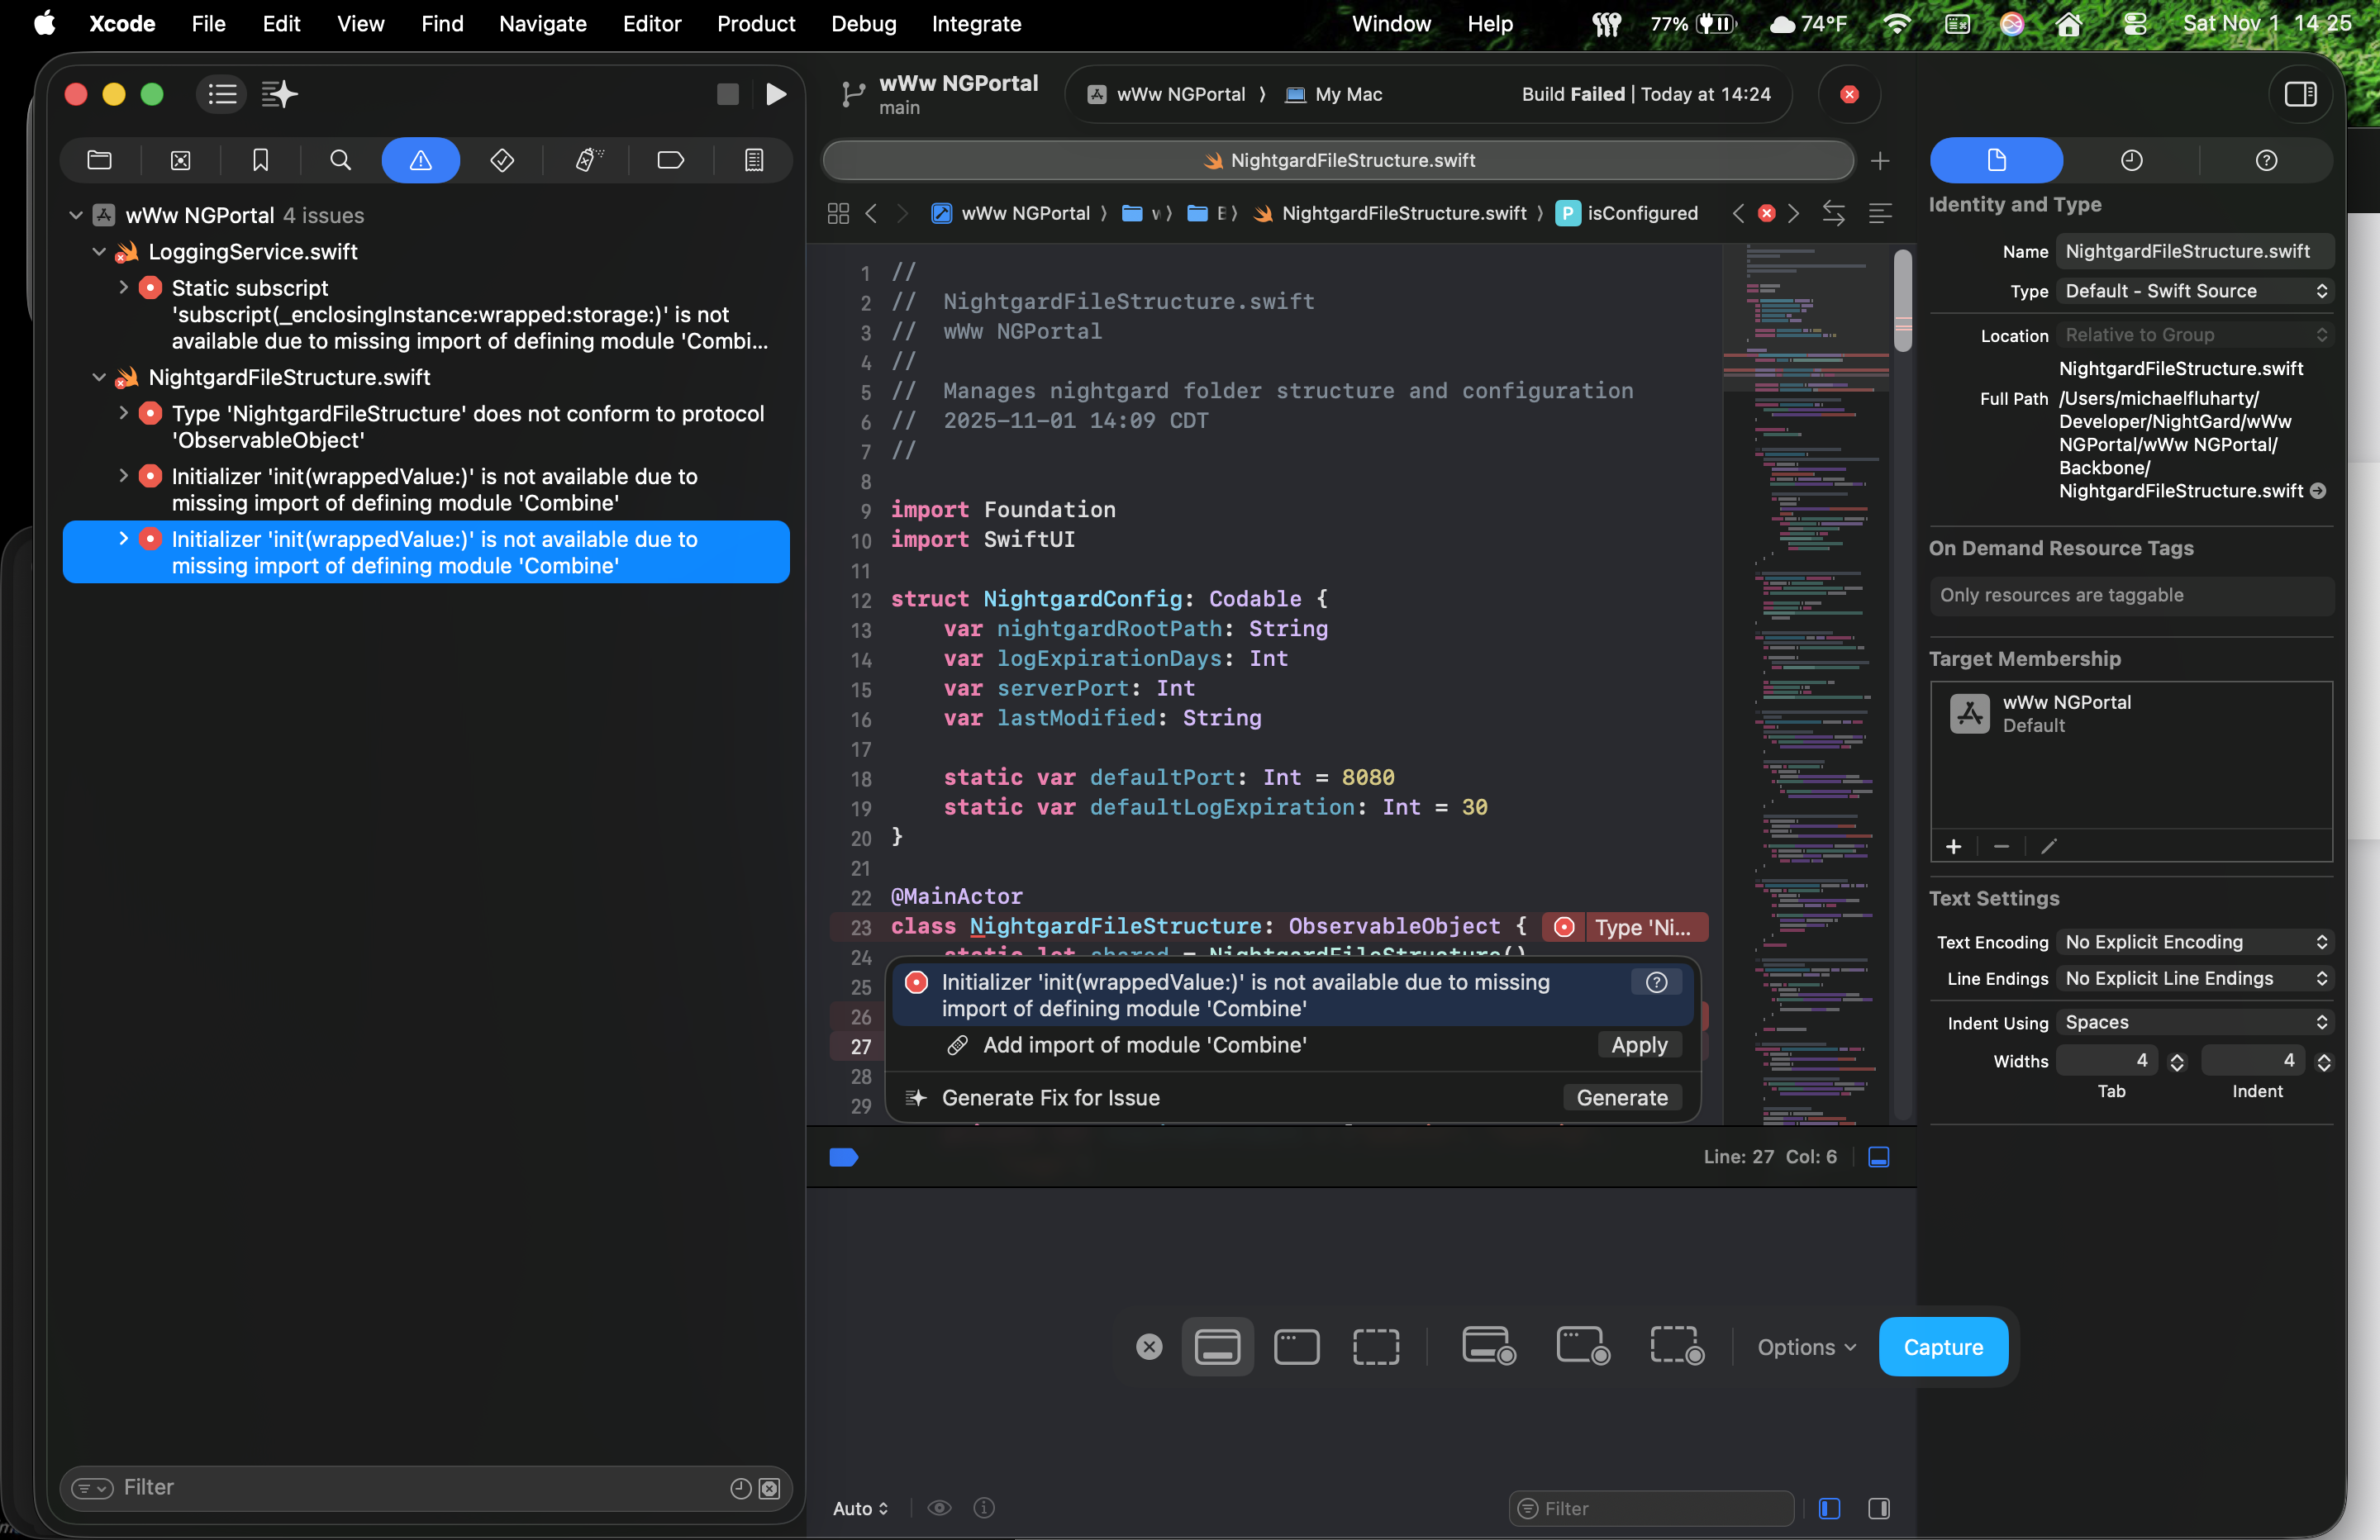 Xcode File Edit View Find Navigate Editor Product Debug Integrate Window Help 77% 74°F Sat Nov 1 14 25
wWw NGPortal
main
wWw NGPortal
My Mac
Build Failed | Today at 14:24
wWw NGPortal 4 issues
LoggingService.swift
Static subscript
'subscript(_enclosingInstance:wrapped:storage:)' is not
available due to missing import of defining module 'Combi...
NightgardFileStructure.swift
Type 'NightgardFileStructure' does not conform to protocol
'ObservableObject'
Initializer 'init(wrappedValue:)' is not available due to
missing import of defining module 'Combine'
Initializer 'init(wrappedValue:)' is not available due to
missing import of defining module 'Combine'
Filter
NightgardFileStructure.swift
wWw NGPortal NightgardFileStructure.swift P isConfigured
1 //
2 // NightgardFileStructure.swift
3 // wWw NGPortal
4 //
5 // Manages nightgard folder structure and configuration
6 // 2025-11-01 14:09 CDT
7 //
8
9 import Foundation
10 import SwiftUI
11
12 struct NightgardConfig: Codable {
13 var nightgardRootPath: String
14 var logExpirationDays: Int
15 var serverPort: Int
16 var lastModified: String
17
18 static var defaultPort: Int = 8080
19 static var defaultLogExpiration: Int = 30
20 }
21
22 @MainActor
23 class NightgardFileStructure: ObservableObject { Type 'Ni...
24 static let shared = NightgardFileStructure()
25
26
27
28
29
Initializer 'init(wrappedValue:)' is not available due to missing
import of defining module 'Combine'
Add import of module 'Combine' Apply
Generate Fix for Issue Generate
Line: 27 Col: 6
Options Capture
Auto
Filter
Identity and Type
Name NightgardFileStructure.swift
Type Default - Swift Source
Location Relative to Group
NightgardFileStructure.swift
Full Path /Users/michaelfluharty/
Developer/NightGard/wWw
NGPortal/wWw NGPortal/
Backbone/
NightgardFileStructure.swift
On Demand Resource Tags
Only resources are taggable
Target Membership
wWw NGPortal
Default
Text Settings
Text Encoding No Explicit Encoding
Line Endings No Explicit Line Endings
Indent Using Spaces
Widths 4 4
Tab Indent